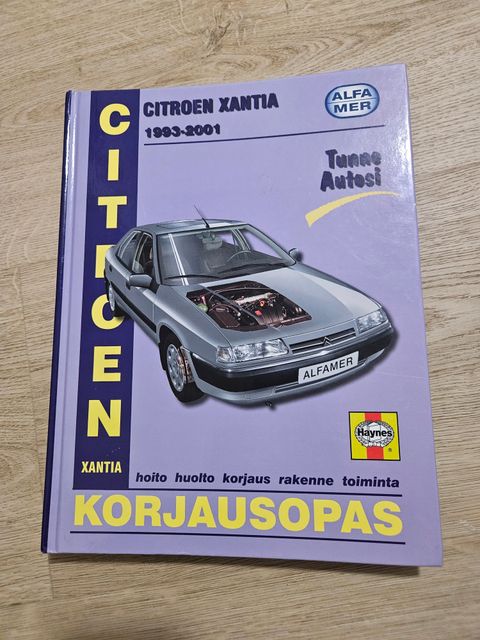 CITROEN XANTIA
1993-2001
ALFA
MER
Tunne
Autosi
CITROEN
XANTIA
ALFAMER
Haynes
®
hoito huolto korjaus rakenne toiminta
KORJAUSOPAS